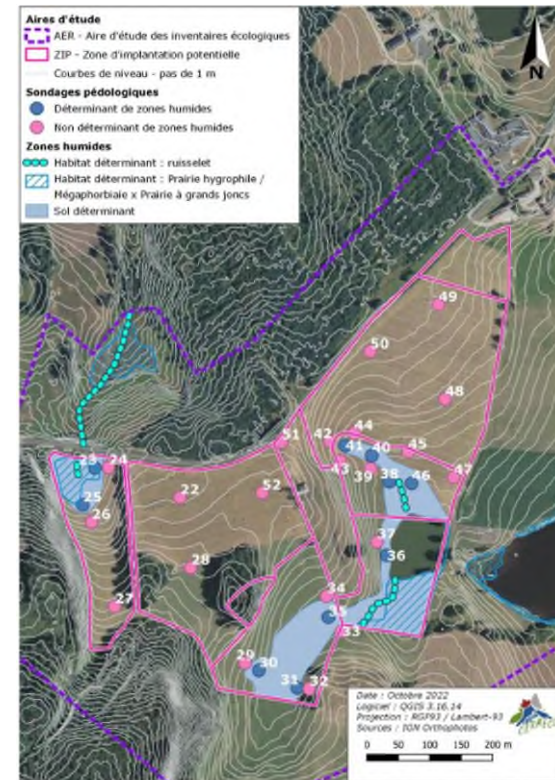 Aires d'étude
AER - Aire d'étude des inventaires écologiques
ZIP - Zone d'implantation potentielle
Courbes de niveau - pas de 1 m
Sondages pédologiques
Déterminant de zones humides
Non déterminant de zones humides
Zones humides
Habitat déterminant : ruisselet
Habitat déterminant : Prairie hygrophile /
Mégaphorbiaie x Prairie à grands joncs
Sol déterminant
N
49
50
48
51
42
44
41
40
45
43
39
38
46
47
23
24
22
52
25
26
37
36
28
27
34
35
33
29
30
31
32
Date : Octobre 2022
Logiciel : QGIS 3.16.14
Projection : RGF93 / Lambert-93
Sources : IGN Orthophotos
0 50 100 150 200 m